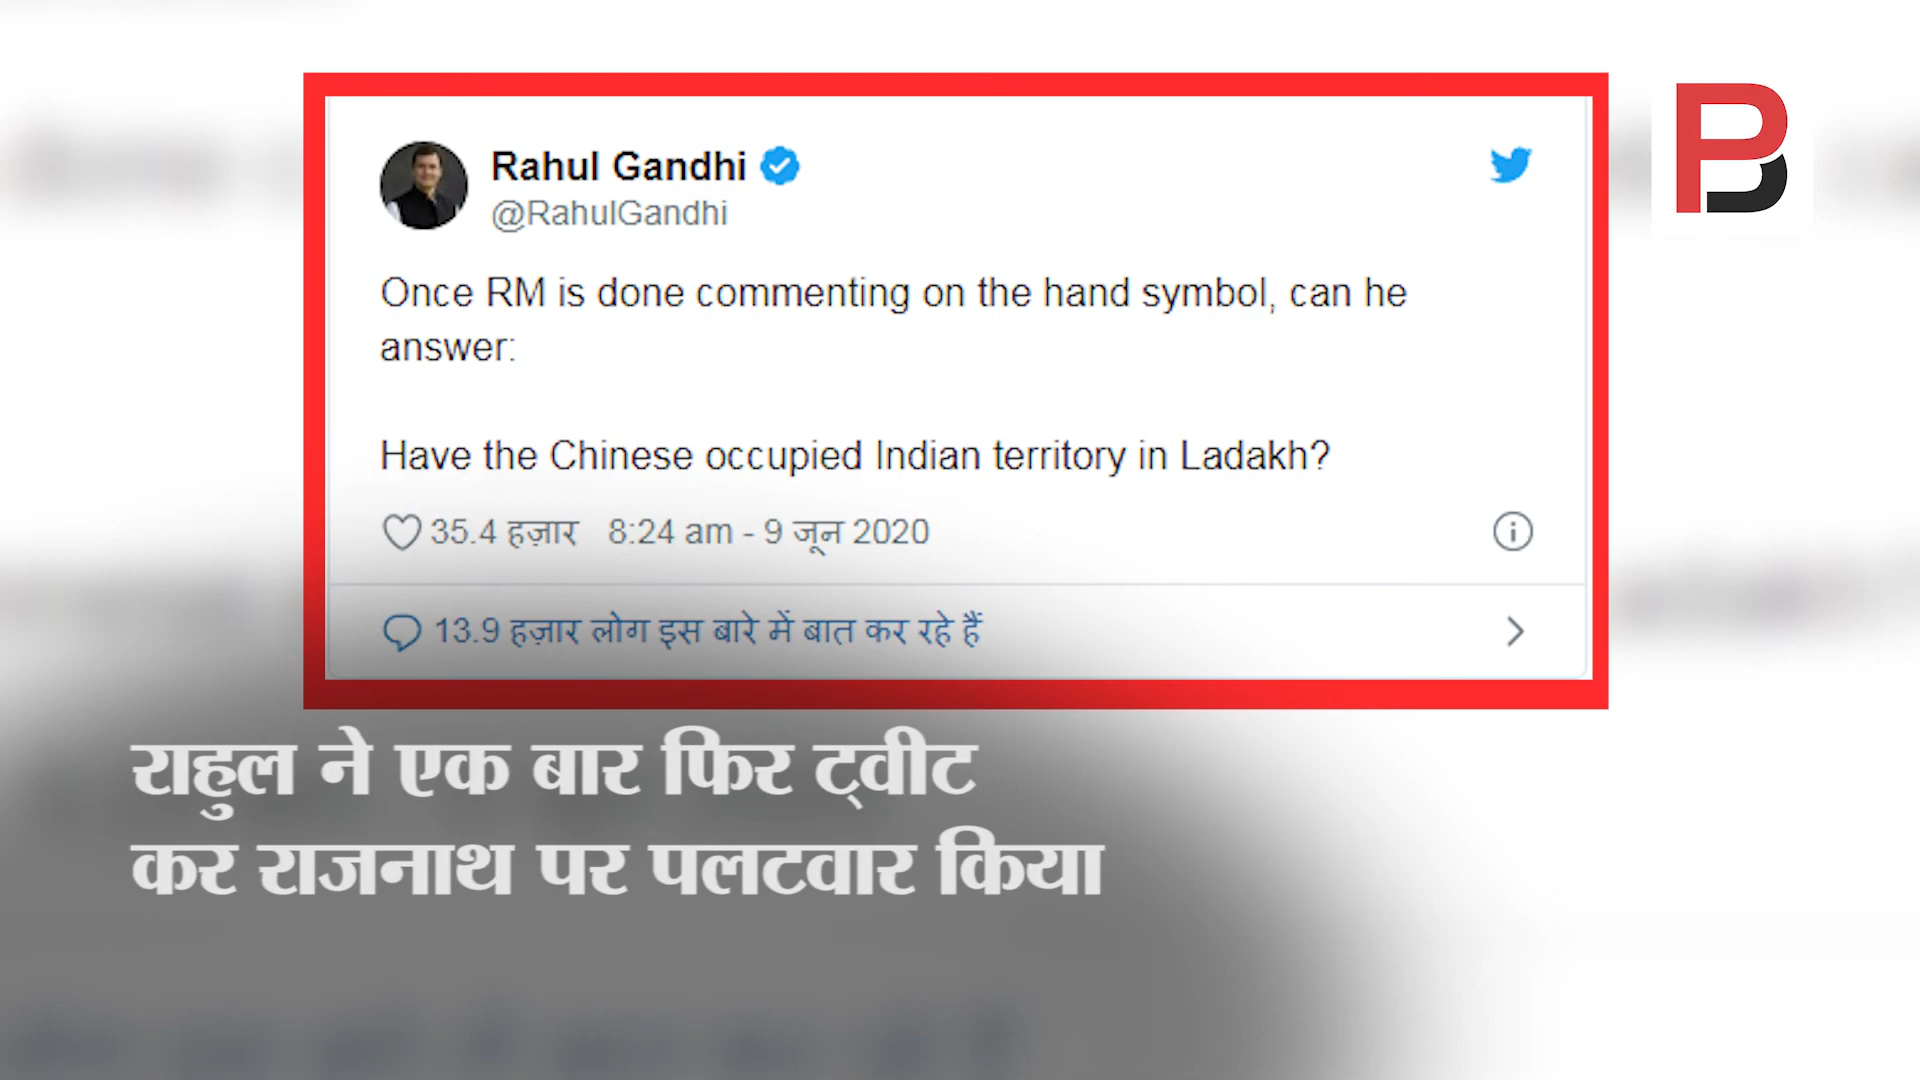 Rahul Gandhi
@RahulGandhi
Once RM is done commenting on the hand symbol, can he
answer:
Have the Chinese occupied Indian territory in Ladakh?
35.4 हज़ार 8:24 am - 9 जून 2020
13.9 हज़ार लोग इस बारे में बात कर रहे हैं
राहुल ने एक बार फिर ट्वीट
कर राजनाथ पर पलटवार किया